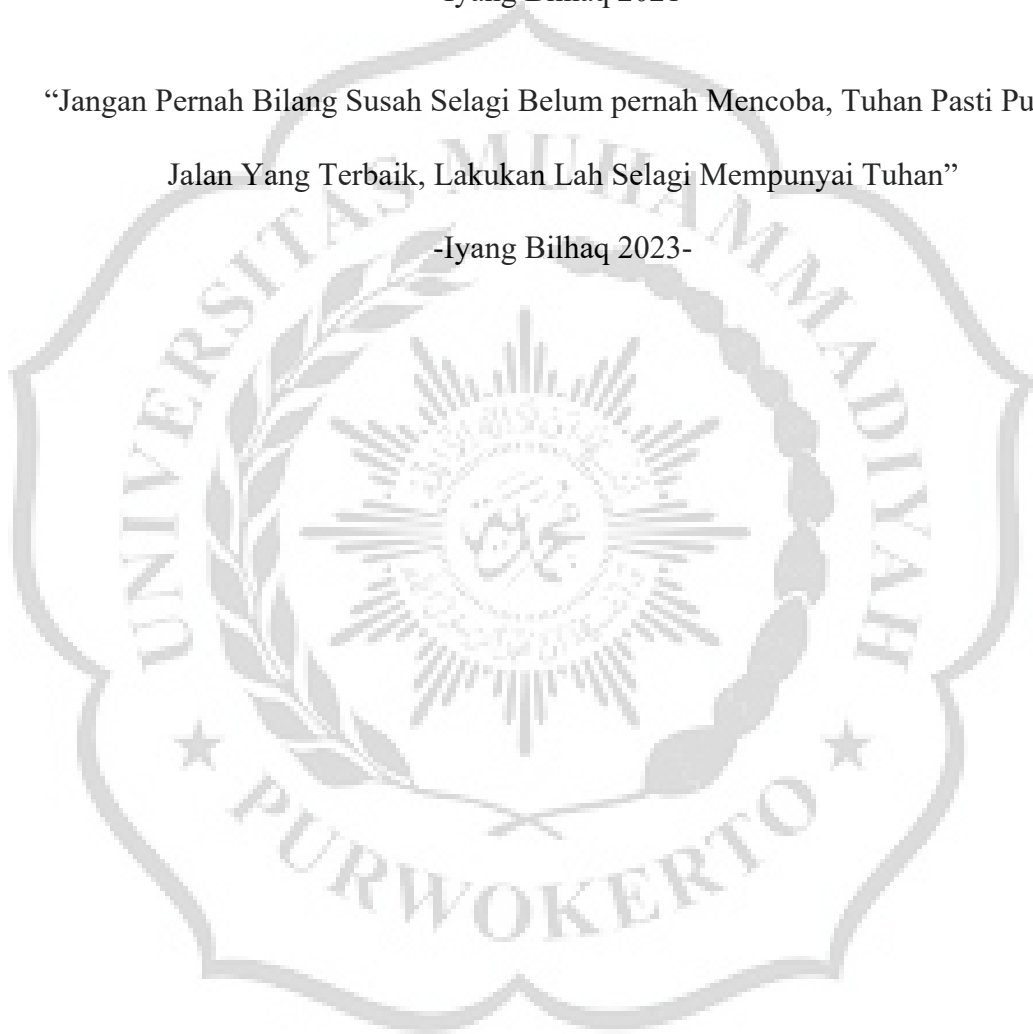 “Jangan Pernah Bilang Susah Selagi Belum pernah Mencoba, Tuhan Pasti Pu
Jalan Yang Terbaik, Lakukan Lah Selagi Mempunyai Tuhan”
-Iyang Bilhaq 2023-
UNIVERSITAS MUHAMMADIYAH
PURWOKERTO